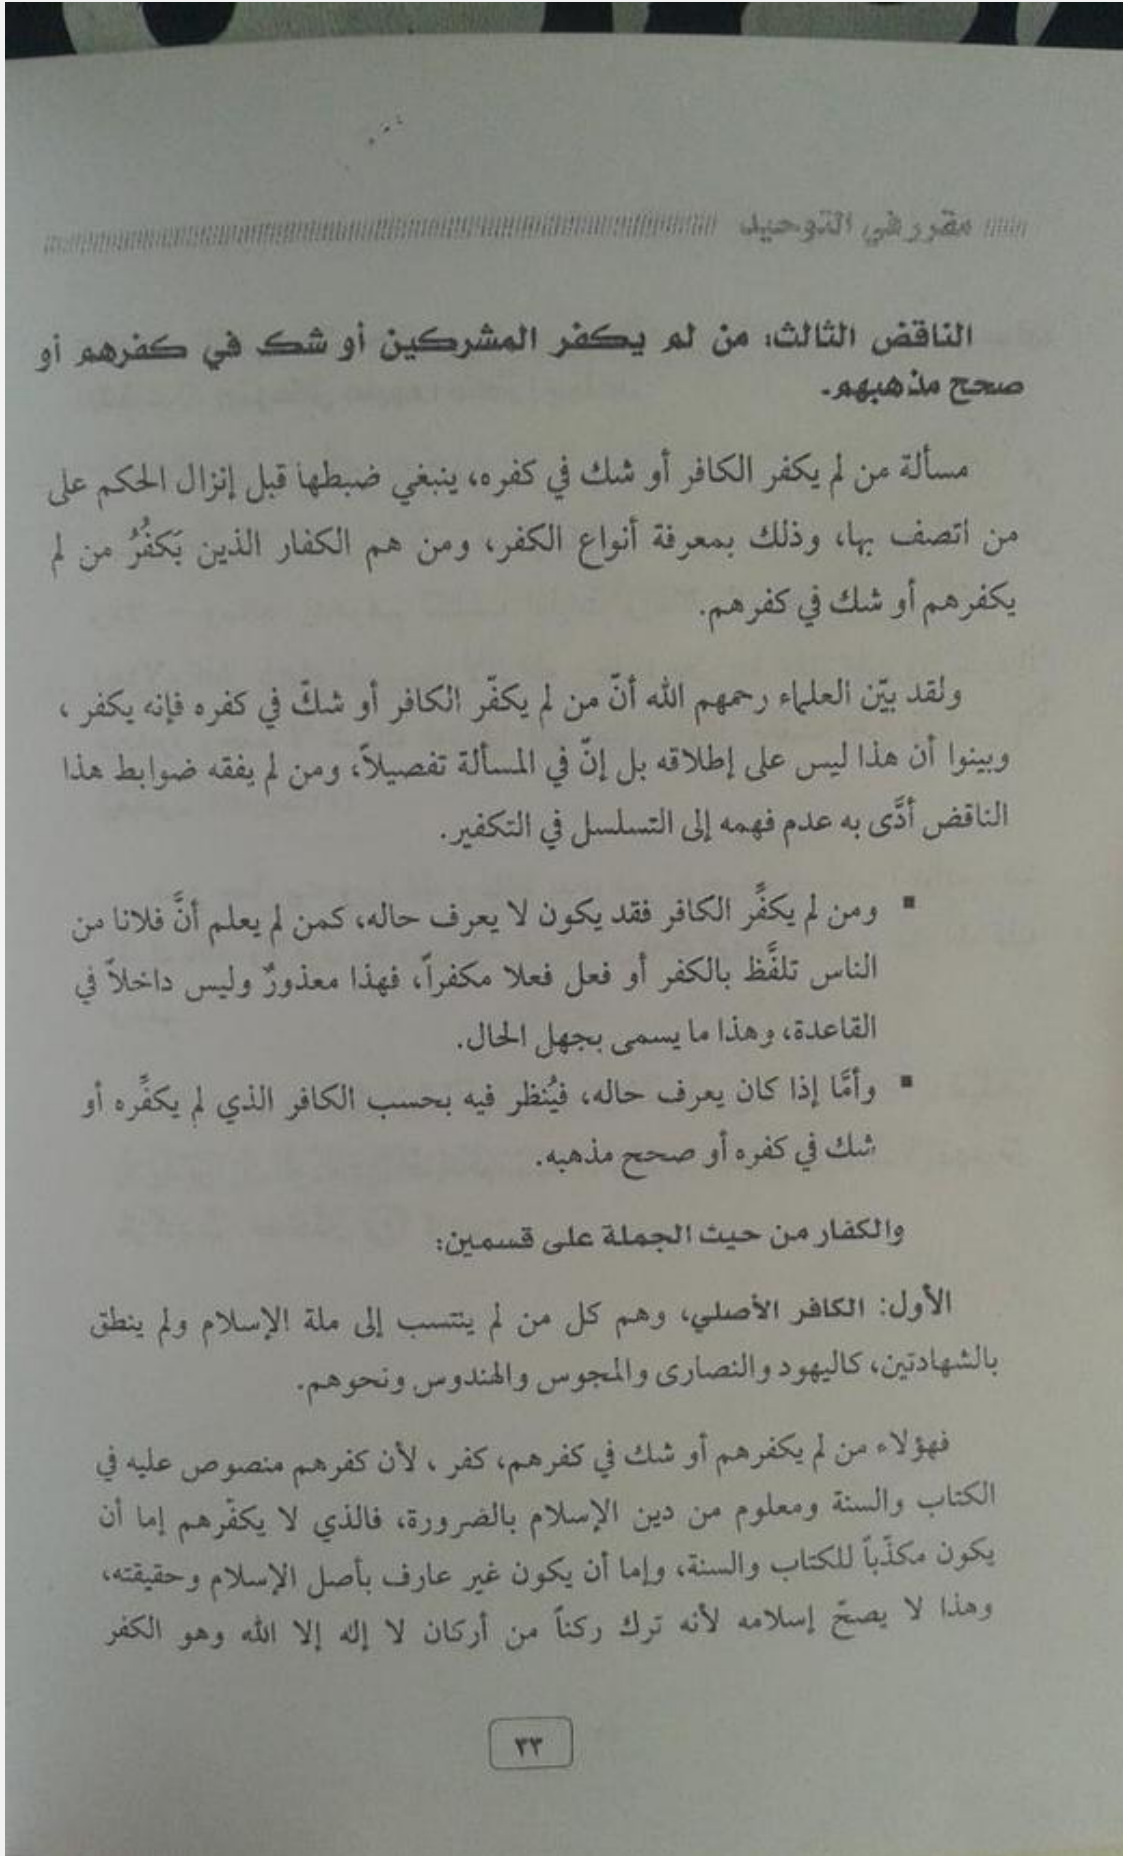 مقرر في التوحيد
الناقض الثالث: من لم يكفر المشركين أو شك في كفرهم أو
صحح مذهبهم.
مسألة من لم يكفر الكافر أو شك في كفره، ينبغي ضبطها قبل إنزال الحكم على
من اتصف بها، وذلك بمعرفة أنواع الكفر، ومن هم الكفار الذين يَكفُرُ من لم
يكفرهم أو شك في كفرهم.
ولقد بيّن العلماء رحمهم الله أنّ من لم يكفّر الكافر أو شكّ في كفره فإنه يكفر ،
وبينوا أن هذا ليس على إطلاقه بل إنّ في المسألة تفصيلاً، ومن لم يفقه ضوابط هذا
الناقض أدَّى به عدم فهمه إلى التسلسل في التكفير.
▪ ومن لم يكفِّر الكافر فقد يكون لا يعرف حاله، كمن لم يعلم أنَّ فلانا من
الناس تلفَّظ بالكفر أو فعل فعلا مكفراً، فهذا معذورٌ وليس داخلاً في
القاعدة، وهذا ما يسمى بجهل الحال.
▪ وأمَّا إذا كان يعرف حاله، فيُنظر فيه بحسب الكافر الذي لم يكفِّره أو
شك في كفره أو صحح مذهبه.
والكفار من حيث الجملة على قسمين:
الأول: الكافر الأصلي، وهم كل من لم ينتسب إلى ملة الإسلام ولم ينطق
بالشهادتين، كاليهود والنصارى والمجوس والهندوس ونحوهم.
فهؤلاء من لم يكفرهم أو شك في كفرهم، كفر ، لأن كفرهم منصوص عليه في
الكتاب والسنة ومعلوم من دين الإسلام بالضرورة، فالذي لا يكفّرهم إما أن
يكون مكذّباً للكتاب والسنة، وإما أن يكون غير عارف بأصل الإسلام وحقيقته،
وهذا لا يصحّ إسلامه لأنه ترك ركناً من أركان لا إله إلا الله وهو الكفر
٣٣